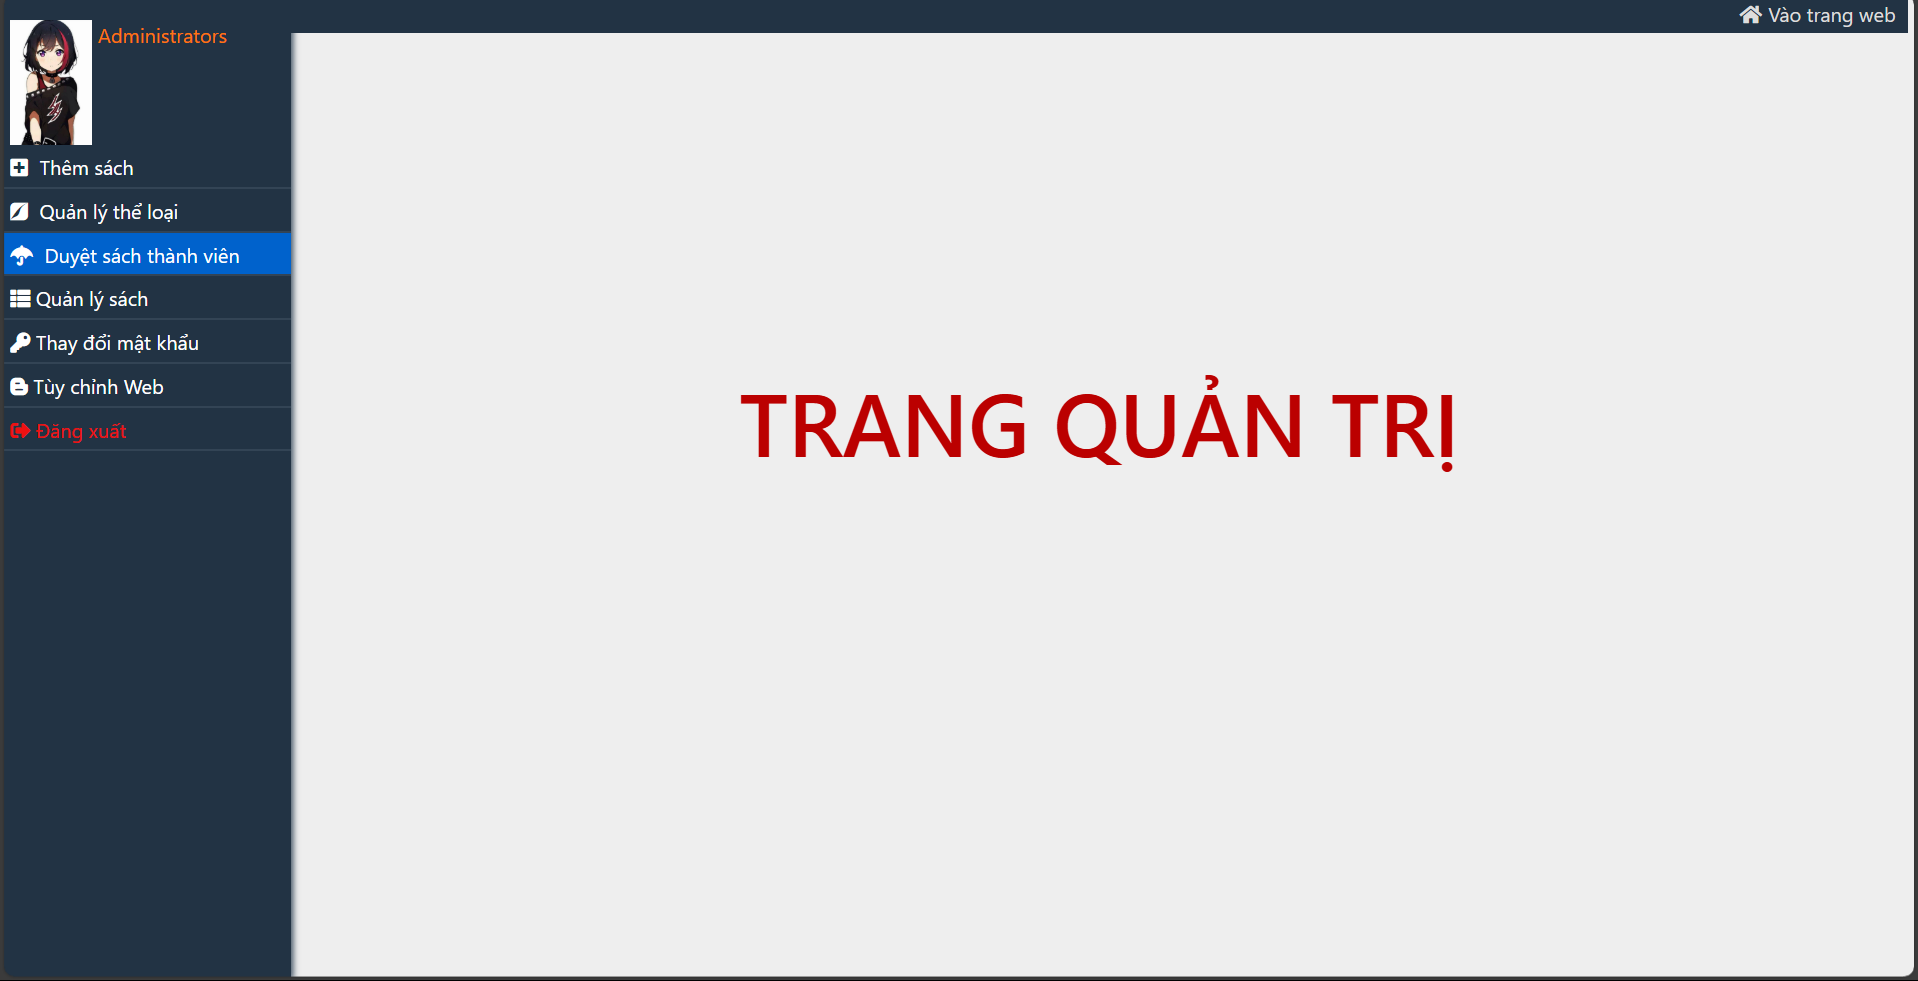 Vào trang web
Administrators
Thêm sách
Quản lý thể loại
Duyệt sách thành viên
Quản lý sách
Thay đổi mật khẩu
Tùy chỉnh Web
Đăng xuất
TRANG QUẢN TRỊ